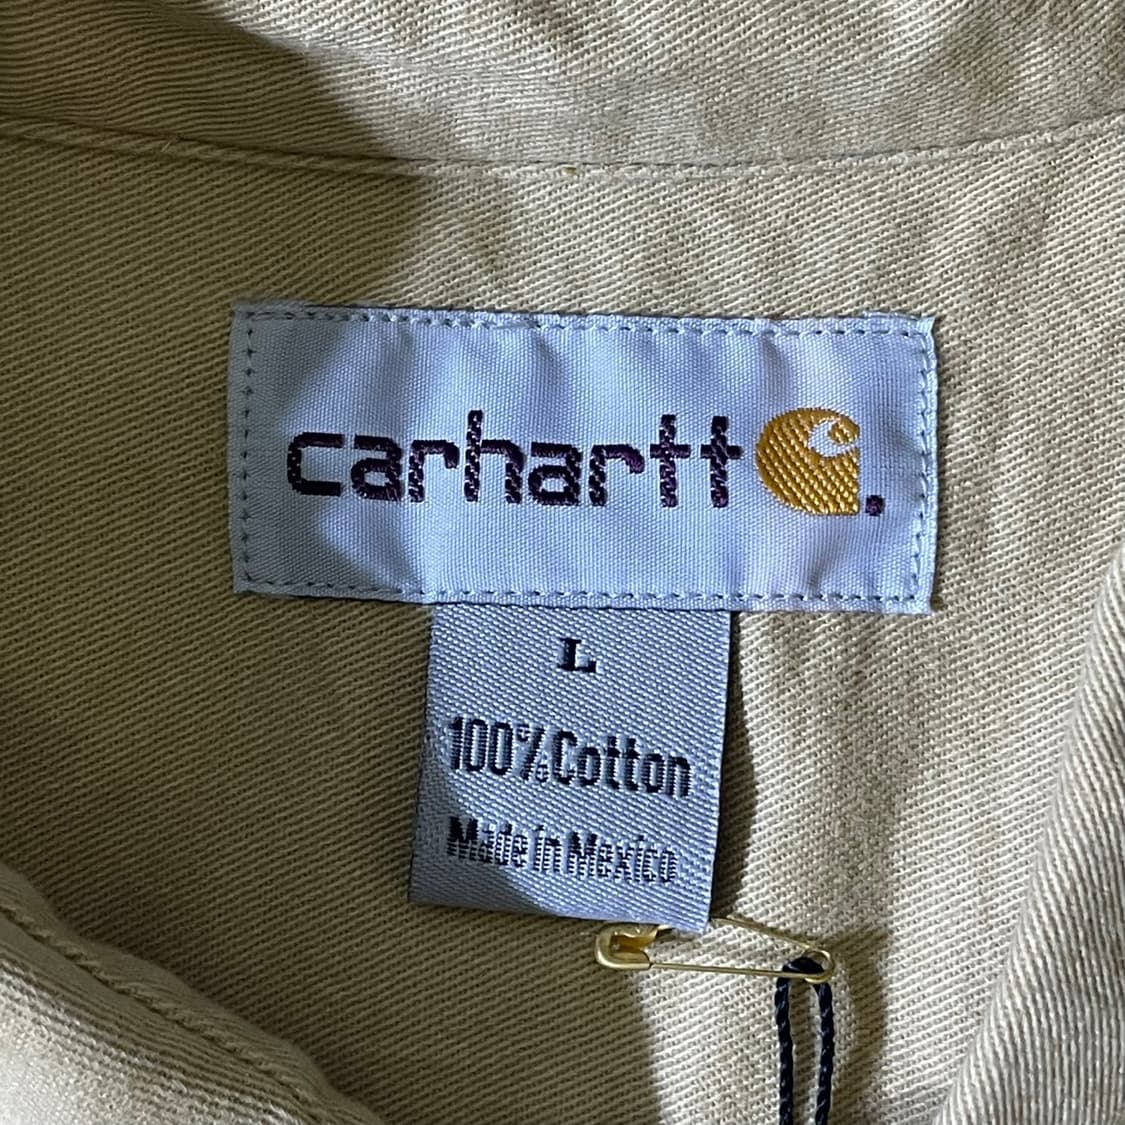 carhartt.
L
100% Cotton
Made in Mexico